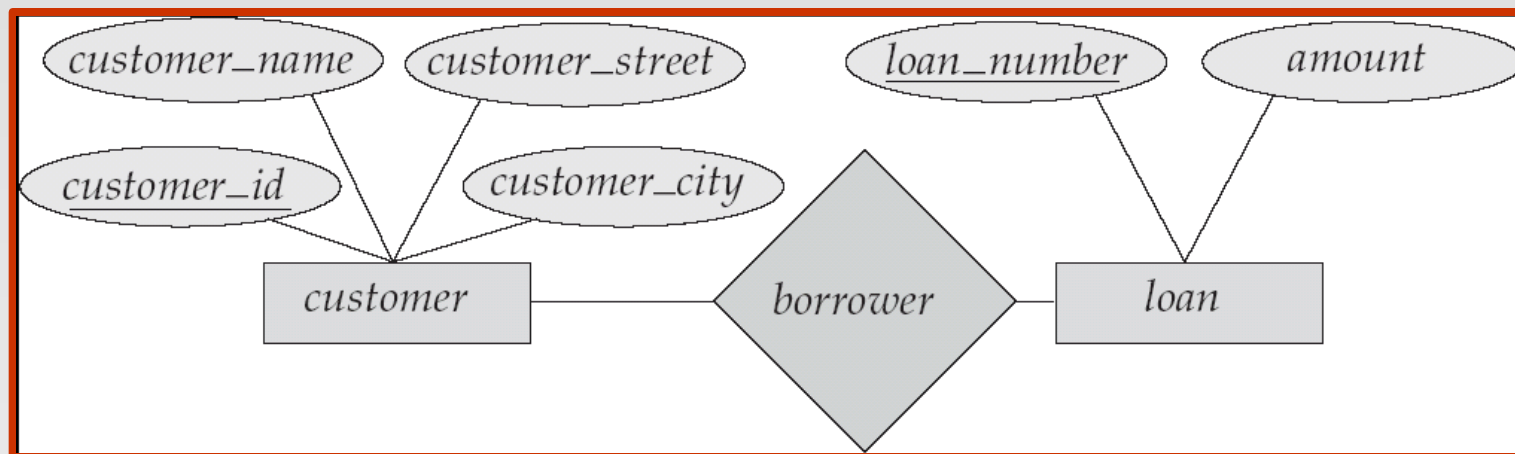 customer_name
customer_street
loan_number
amount
customer_id
customer_city
customer
borrower
loan